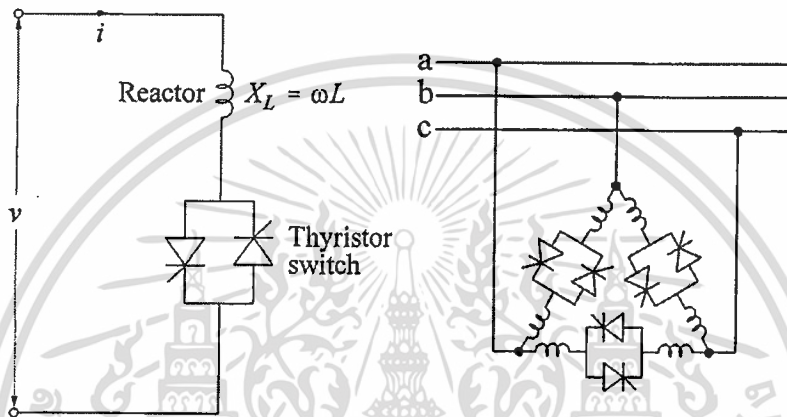 i
a
b
c
Reactor X_L = ωL
v
Thyristor
switch